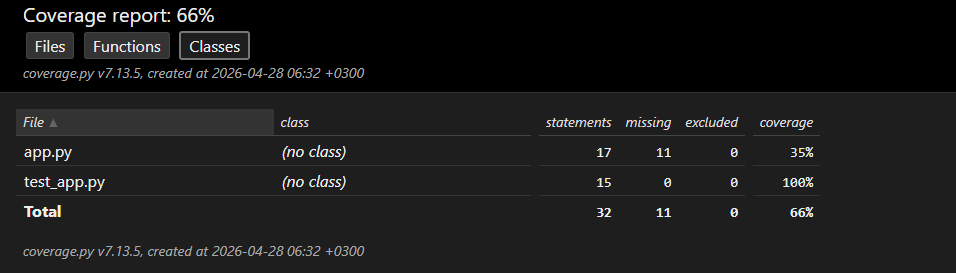 Coverage report: 66%
Files Functions Classes
coverage.py v7.13.5, created at 2026-04-28 06:32 +0300
File ▲ class statements missing excluded coverage
app.py (no class) 17 11 0 35%
test_app.py (no class) 15 0 0 100%
Total 32 11 0 66%
coverage.py v7.13.5, created at 2026-04-28 06:32 +0300